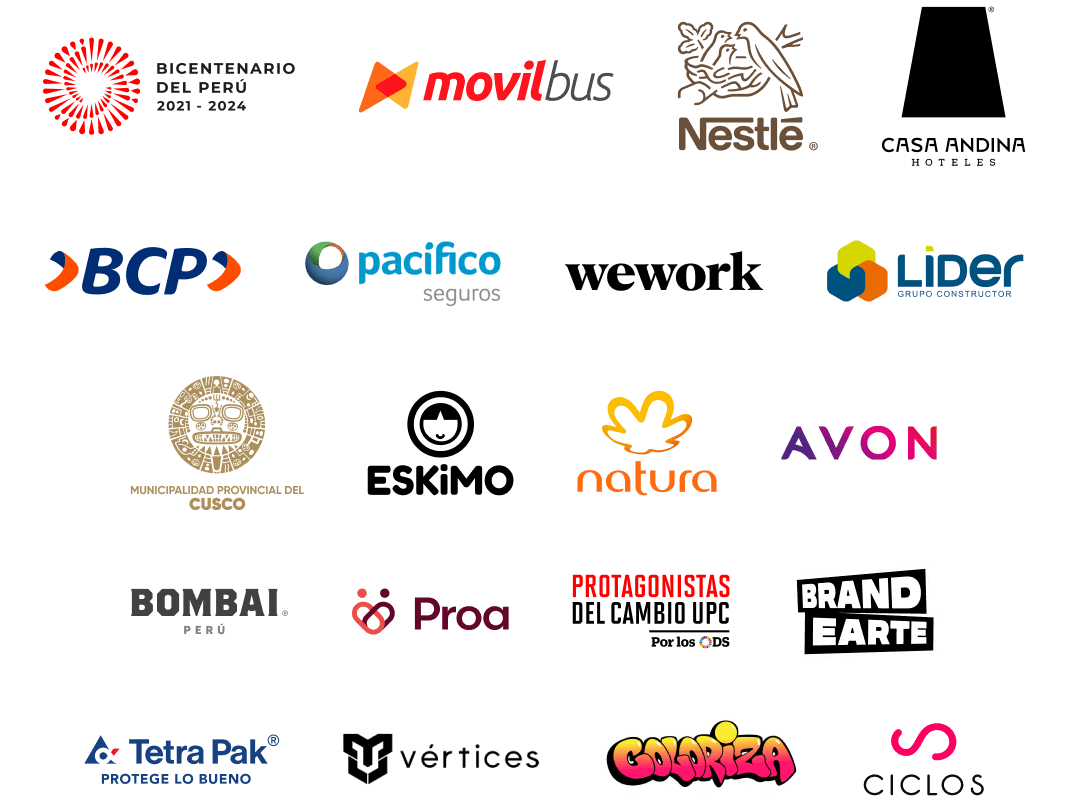 BICENTENARIO
DEL PERÚ
2021 - 2024
movilbus
Nestlé ®
®
CASA ANDINA
HOTELES
BCP
pacifico
seguros
wework
LiDer
GRUPO CONSTRUCTOR
MUNICIPALIDAD PROVINCIAL DEL
CUSCO
ESKiMO
natura
AVON
BOMBAI ®
PERÚ
Proa
PROTAGONISTAS
DEL CAMBIO UPC
Por los ODS
BRAND
EARTE
Tetra Pak®
PROTEGE LO BUENO
vértices
COLORiZA
CICLOS